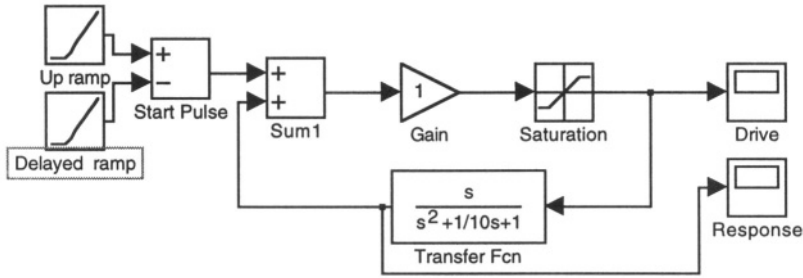 Up ramp
Delayed ramp
+
−
Start Pulse
+
+
Sum1
1
Gain
Saturation
Drive
s
s²+1/10s+1
Transfer Fcn
Response